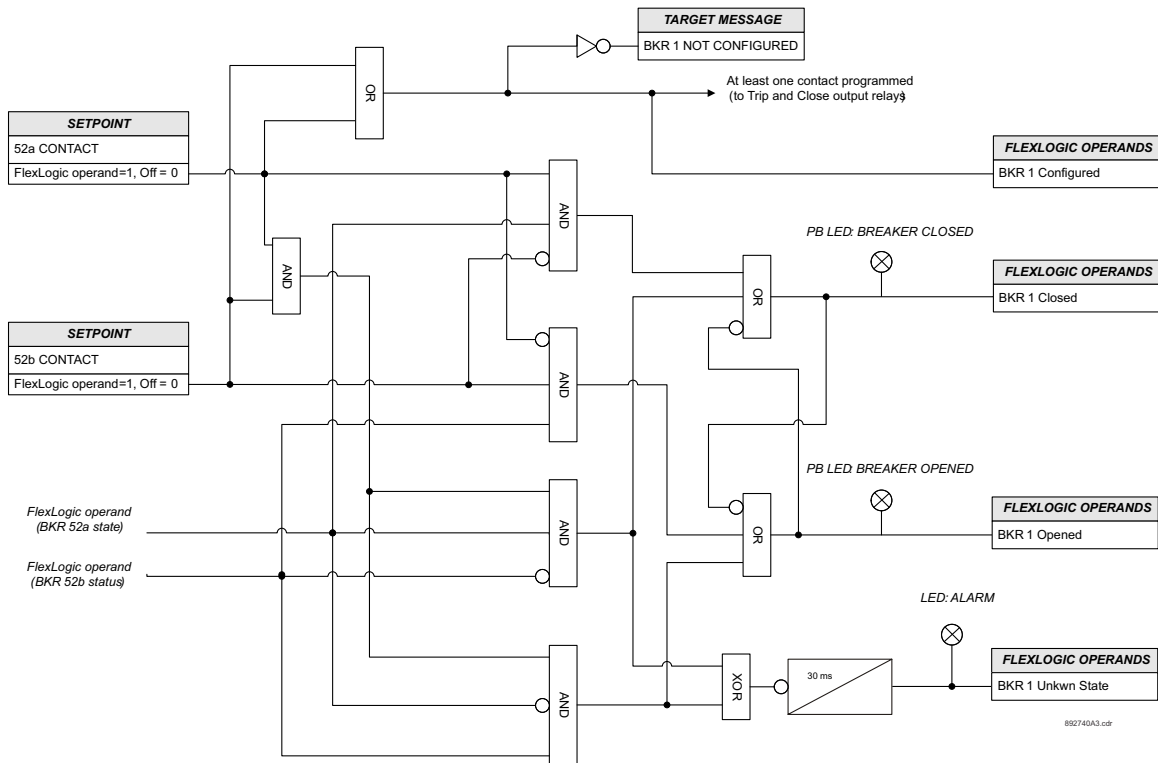 TARGET MESSAGE
BKR 1 NOT CONFIGURED
OR
At least one contact programmed
(to Trip and Close output relays)
SETPOINT
52a CONTACT
FlexLogic operand=1, Off = 0
FLEXLOGIC OPERANDS
BKR 1 Configured
AND
PB LED: BREAKER CLOSED
AND
OR
FLEXLOGIC OPERANDS
BKR 1 Closed
SETPOINT
52b CONTACT
FlexLogic operand=1, Off = 0
AND
PB LED: BREAKER OPENED
FlexLogic operand
(BKR 52a state)
AND
OR
FLEXLOGIC OPERANDS
BKR 1 Opened
FlexLogic operand
(BKR 52b status)
LED: ALARM
AND
XOR
30 ms
FLEXLOGIC OPERANDS
BKR 1 Unkwn State
892740A3.cdr